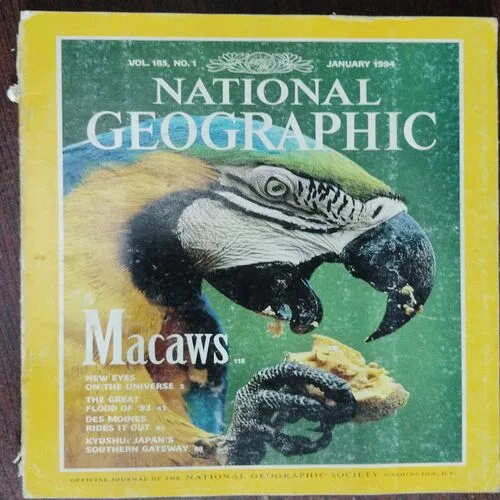 VOL. 185, NO. 1 JANUARY 1994
NATIONAL
GEOGRAPHIC
Macaws 118
NEW EYES
ON THE UNIVERSE 2
THE GREAT
FLOOD OF '93 42
DES MOINES
RIDES IT OUT 82
KYUSHU: JAPAN'S
SOUTHERN GATEWAY 88
OFFICIAL JOURNAL OF THE NATIONAL GEOGRAPHIC SOCIETY WASHINGTON, D.C.